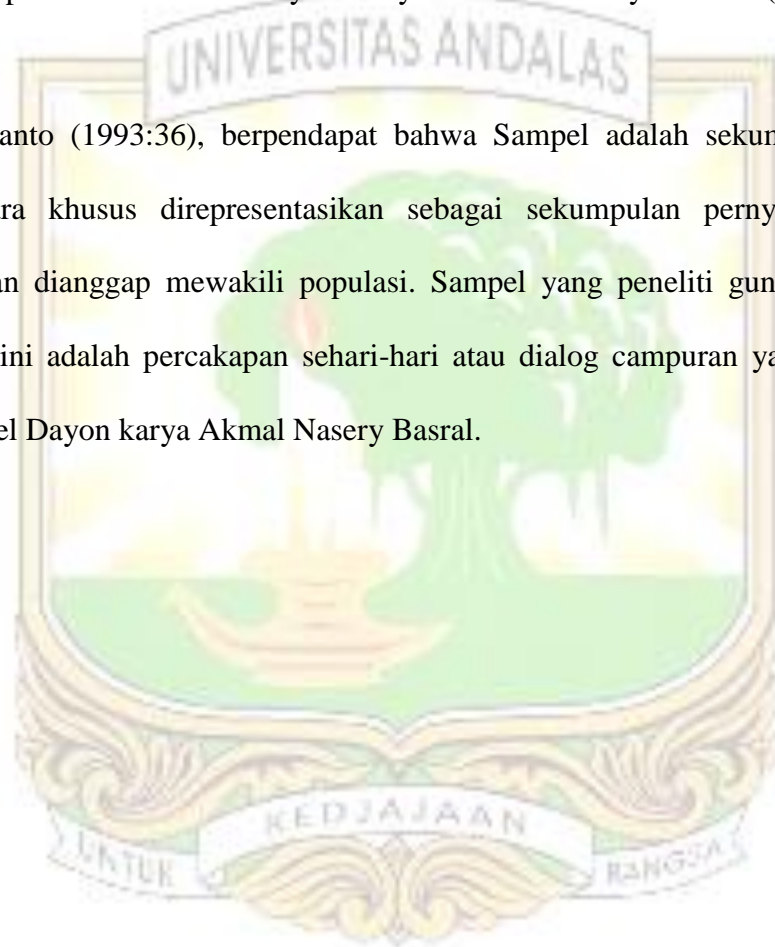 UNIVERSITAS ANDALAS
anto (1993:36), berpendapat bahwa Sampel adalah sekum
ara khusus direpresentasikan sebagai sekumpulan perny
an dianggap mewakili populasi. Sampel yang peneliti gun
ini adalah percakapan sehari-hari atau dialog campuran ya
el Dayon karya Akmal Nasery Basral.
KEDJAJAAN
UNTUK
BANGSA